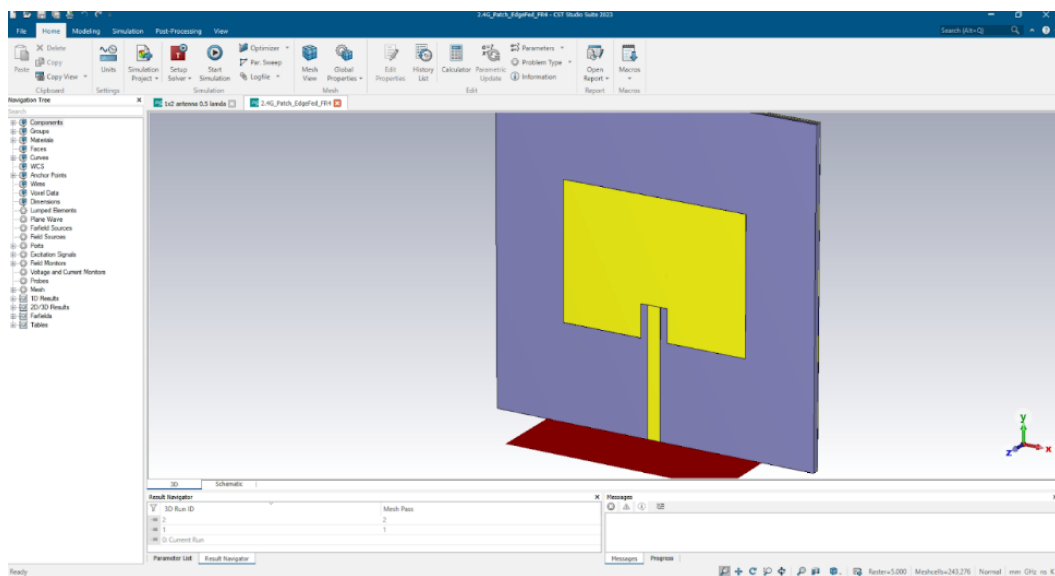 2.4G_Patch_EdgeFed_FR4 - CST Studio Suite 2023
File Home Modeling Simulation Post-Processing View Search (Alt+Q)
Paste
Delete
Copy
Copy View
Clipboard
Units
Settings
Simulation Project
Setup Solver
Start Simulation
Optimizer
Par. Sweep
Logfile
Simulation
Mesh View
Global Properties
Mesh
Edit Properties
History List
Calculator
Parametric Update
Parameters
Problem Type
Information
Edit
Open Report
Report
Macros
Macros
Navigation Tree
1x2 antenna 0.5 lamda
2.4G_Patch_EdgeFed_FR4
Search
Components
Groups
Materials
Faces
Curves
WCS
Anchor Points
Wires
Voxel Data
Dimensions
Lumped Elements
Plane Wave
Farfield Sources
Field Sources
Ports
Excitation Signals
Field Monitors
Voltage and Current Monitors
Probes
Mesh
1D Results
2D/3D Results
Farfields
Tables
y
z
x
3D Schematic
Result Navigator
3D Run ID Mesh Pass
2 2
1 1
0: Current Run
Parameter List Result Navigator
Messages
Messages Progress
Ready
Raster=5.000 Meshcells=243,276 Normal mm GHz ns K